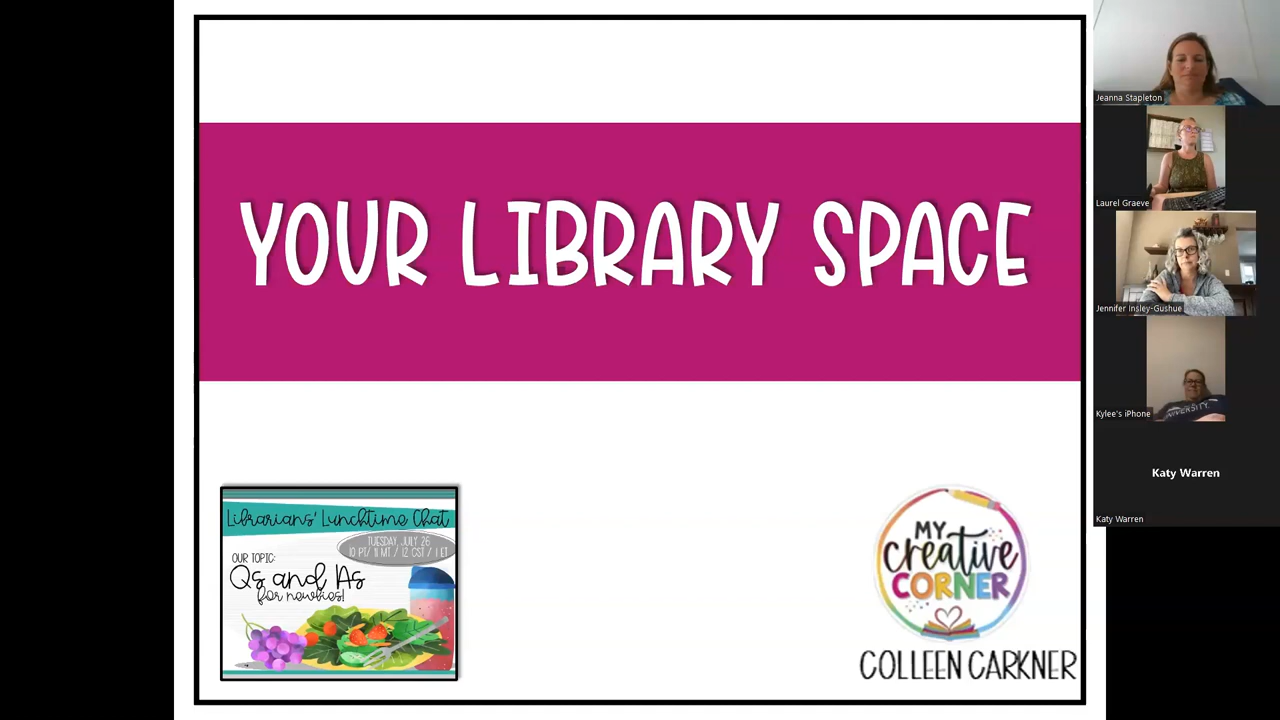 YOUR LIBRARY SPACE
Librarians' Lunchtime Chat
TUESDAY, JULY 26
10 PT/ 11 MT / 12 CST / 1 ET
OUR TOPIC:
Qs and As
for newbies!
MY
creative
CORNER
COLLEEN CARKNER
Jeanna Stapleton
Laurel Graeve
Jennifer Insley-Gushue
VERSITY.
Kylee's iPhone
Katy Warren
Katy Warren